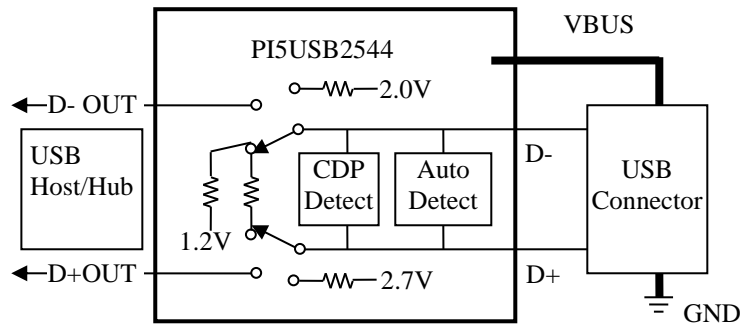 VBUS
PI5USB2544
2.0V
D- OUT
USB
Host/Hub
CDP
Detect
Auto
Detect
D-
USB
Connector
1.2V
D+OUT
2.7V
D+
GND